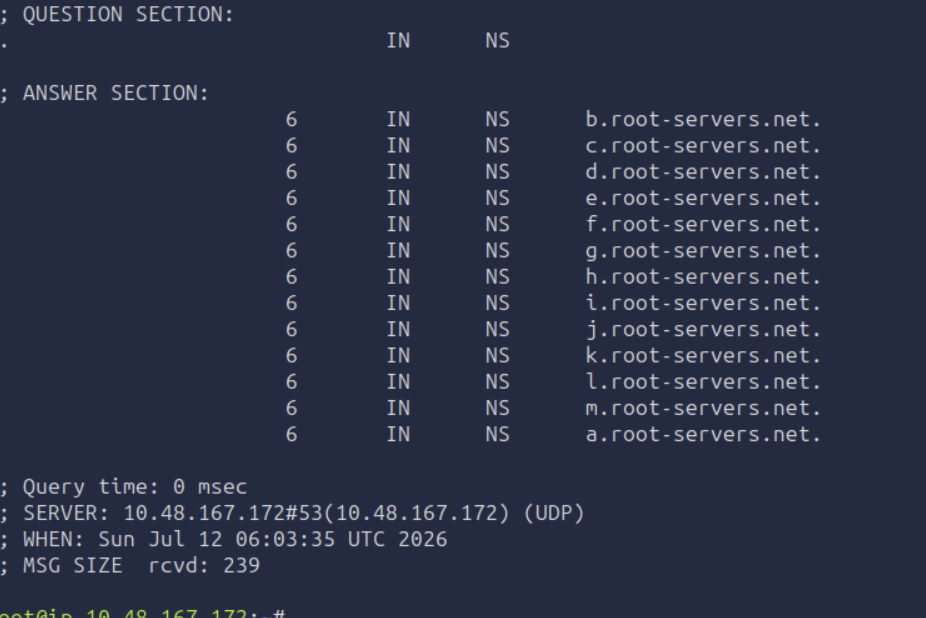 ; QUESTION SECTION:
. IN NS
; ANSWER SECTION:
6 IN NS b.root-servers.net.
6 IN NS c.root-servers.net.
6 IN NS d.root-servers.net.
6 IN NS e.root-servers.net.
6 IN NS f.root-servers.net.
6 IN NS g.root-servers.net.
6 IN NS h.root-servers.net.
6 IN NS i.root-servers.net.
6 IN NS j.root-servers.net.
6 IN NS k.root-servers.net.
6 IN NS l.root-servers.net.
6 IN NS m.root-servers.net.
6 IN NS a.root-servers.net.
; Query time: 0 msec
; SERVER: 10.48.167.172#53(10.48.167.172) (UDP)
; WHEN: Sun Jul 12 06:03:35 UTC 2026
; MSG SIZE rcvd: 239
oot@ip-10-48-167-172:~#